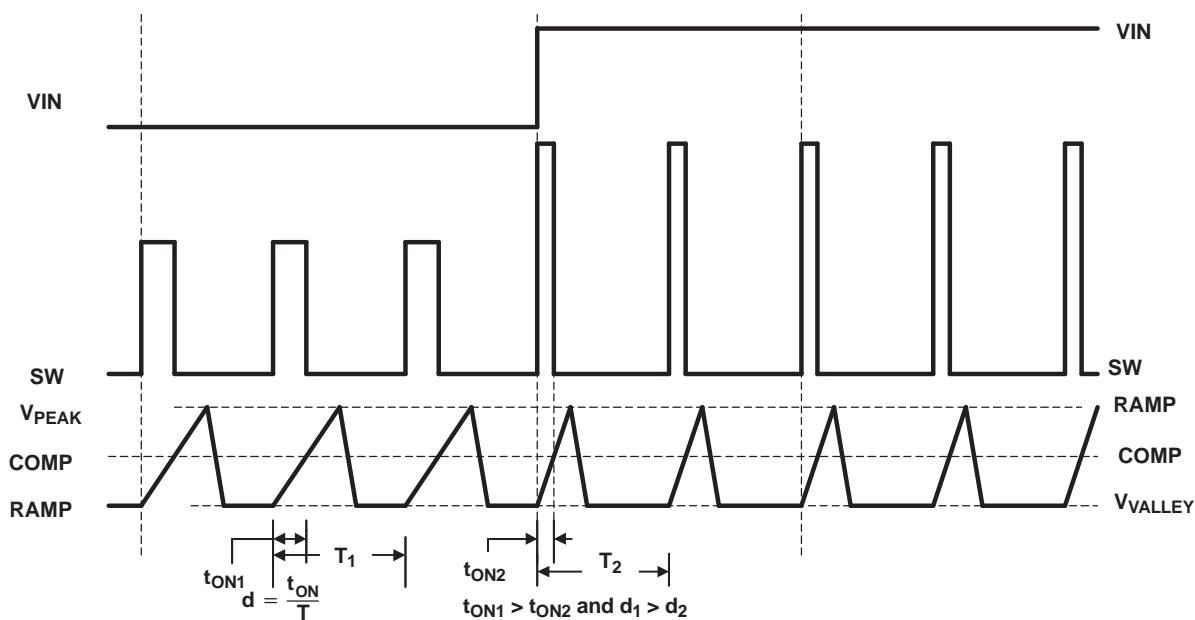 VIN
VIN
SW
SW
VPEAK
RAMP
COMP
COMP
RAMP
VVALLEY
tON1
T1
tON2
T2
d = tON/T
tON1 > tON2 and d1 > d2